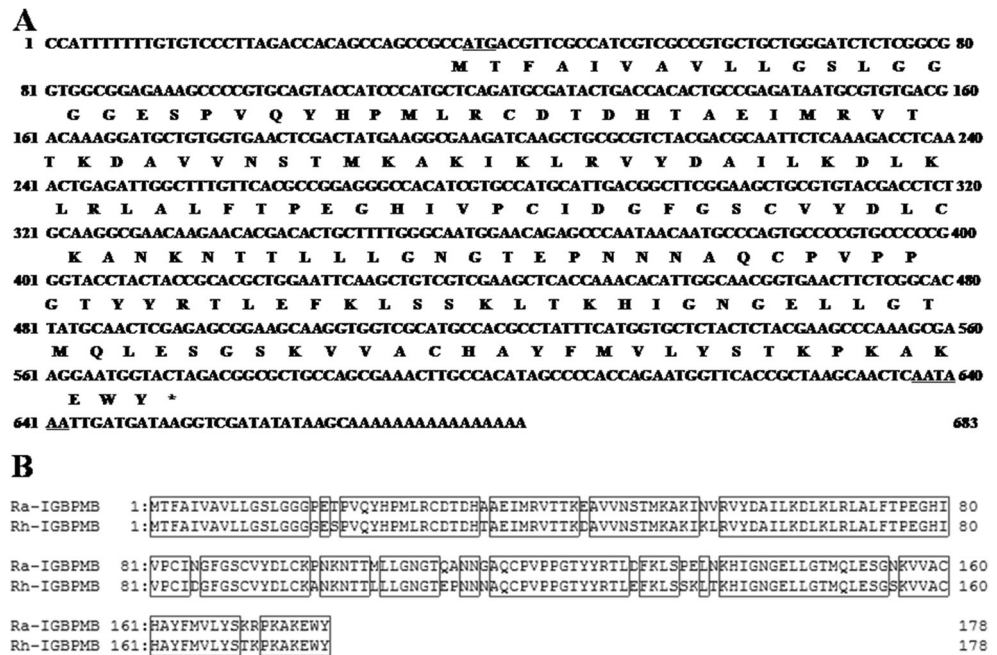 A
1 CCATTTTTTTGTGTCCCTTAGACCACAGCCAGCCGCCATGACGTTCGCCATCGTCGCCGTGCTGCTGGGATCTCTCGGCG 80
M T F A I V A V L L G S L G G
81 GTGGCGGAGAAAGCCCCGTGCAGTACCATCCCATGCTCAGATGCGATACTGACCACACTGCCGAGATAATGCGTGTGACG 160
G G E S P V Q Y H P M L R C D T D H T A E I M R V T
161 ACAAAGGATGCTGTGGTGAACTCGACTATGAAGGCGAAGATCAAGCTGCGCGTCTACGACGCAATTCTCAAAGACCTCAA 240
T K D A V V N S T M K A K I K L R V Y D A I L K D L K
241 ACTGAGATTGGCTTTGTTCACGCCGGAGGGCCACATCGTGCCATGCATTGACGGCTTCGGAAGCTGCGTGTACGACCTCT 320
L R L A L F T P E G H I V P C I D G F G S C V Y D L C
321 GCAAGGCGAACAAGAACACGACACTGCTTTTGGGCAATGGAACAGAGCCCAATAACAATGCCCAGTGCCCCGTGCCCCCG 400
K A N K N T T L L L G N G T E P N N N A Q C P V P P
401 GGTACCTACTACCGCACGCTGGAATTCAAGCTGTCGTCGAAGCTCACCAAACACATTGGCAACGGTGAACTTCTCGGCAC 480
G T Y Y R T L E F K L S S K L T K H I G N G E L L G T
481 TATGCAACTCGAGAGCGGAAGCAAGGTGGTCGCATGCCACGCCTATTTCATGGTGCTCTACTCTACGAAGCCCAAAGCGA 560
M Q L E S G S K V V A C H A Y F M V L Y S T K P K A K
561 AGGAATGGTACTAGACGGCGCTGCCAGCGAAACTTGCCACATAGCCCCACCAGAATGGTTCACCGCTAAGCAACTCAATA 640
E W Y *
641 AATTGATGATAAGGTCGATATATAAGCAAAAAAAAAAAAAAAA 683
B
Ra-IGBPMB 1:MTFAIVAVLLGSLGGGPETPVQYHPMLRCDTDHAAEIMRVTTKEAVVNSTMKAKINVRVYDAILKDLKLRLALFTPEGHI 80
Rh-IGBPMB 1:MTFAIVAVLLGSLGGGGESPVQYHPMLRCDTDHTAEIMRVTTKDAVVNSTMKAKIKLRVYDAILKDLKLRLALFTPEGHI 80
Ra-IGBPMB 81:VPCINGFGSCVYDLCKPNKNTTMLLGNGTQANNGAQCPVPPGTYYRTLDFKLSPELNKHIGNGELLGTMQLESGNKVVAC 160
Rh-IGBPMB 81:VPCIDGFGSCVYDLCKANKNTTLLLGNGTEPNNNAQCPVPPGTYYRTLEFKLSSKLTKHIGNGELLGTMQLESGSKVVAC 160
Ra-IGBPMB 161:HAYFMVLYSKRPKAKEWY 178
Rh-IGBPMB 161:HAYFMVLYSTKPKAKEWY 178